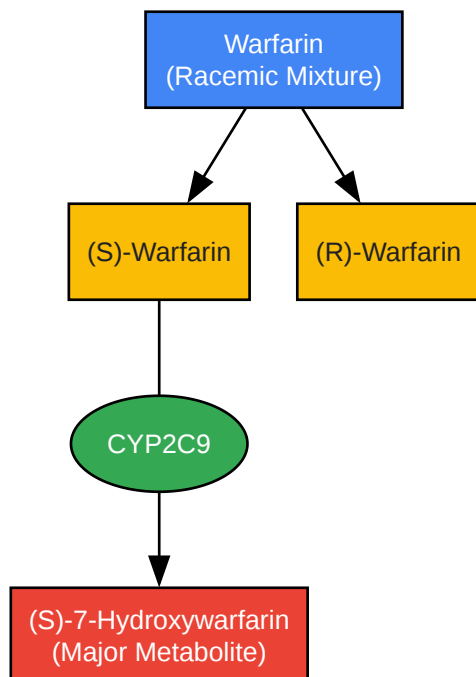 Warfarin
(Racemic Mixture)
(S)-Warfarin
(R)-Warfarin
CYP2C9
(S)-7-Hydroxywarfarin
(Major Metabolite)